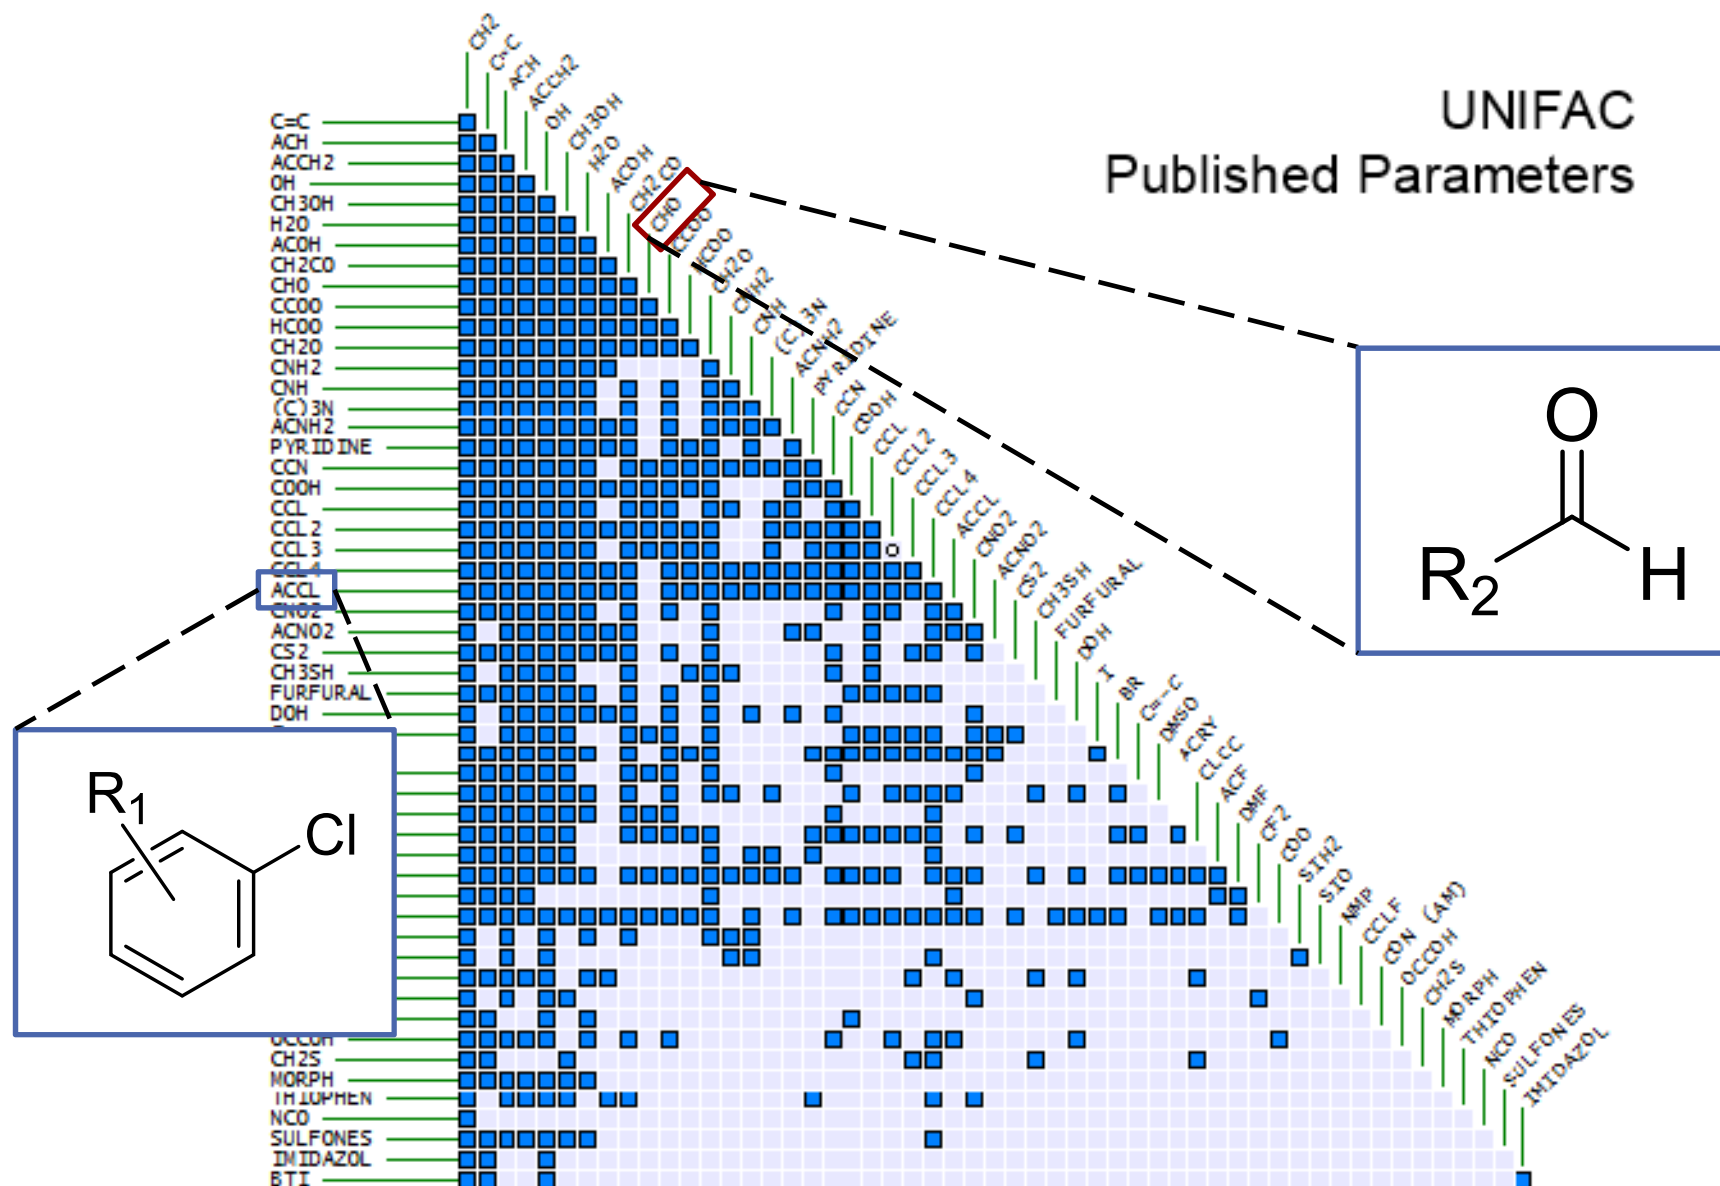 UNIFAC
Published Parameters
CH2
C=C
ACH
ACCH2
OH
CH3OH
H2O
ACOH
CH2CO
CHO
CCOO
HCOO
CH2O
CNH2
CNH
(C)3N
ACNH2
PYRIDINE
CCN
COOH
CCL
CCL2
CCL3
CCL4
ACCL
CNO2
ACNO2
CS2
CH3SH
FURFURAL
DOH
I
BR
C=-C
DMSO
ACRY
CLCC
ACF
DMF
CF2
COO
SIH2
SIO
NMP
CCLF
CON (AM)
OCCOH
CH2S
MORPH
THIOPHEN
NCO
SULFONES
IMIDAZOL
C=C
ACH
ACCH2
OH
CH3OH
H2O
ACOH
CH2CO
CHO
CCOO
HCOO
CH2O
CNH2
CNH
(C)3N
ACNH2
PYRIDINE
CCN
COOH
CCL
CCL2
CCL3
CCL4
ACCL
CNO2
ACNO2
CS2
CH3SH
FURFURAL
DOH
OCCOH
CH2S
MORPH
THIOPHEN
NCO
SULFONES
IMIDAZOL
BTI
O
R2
H
R1
Cl